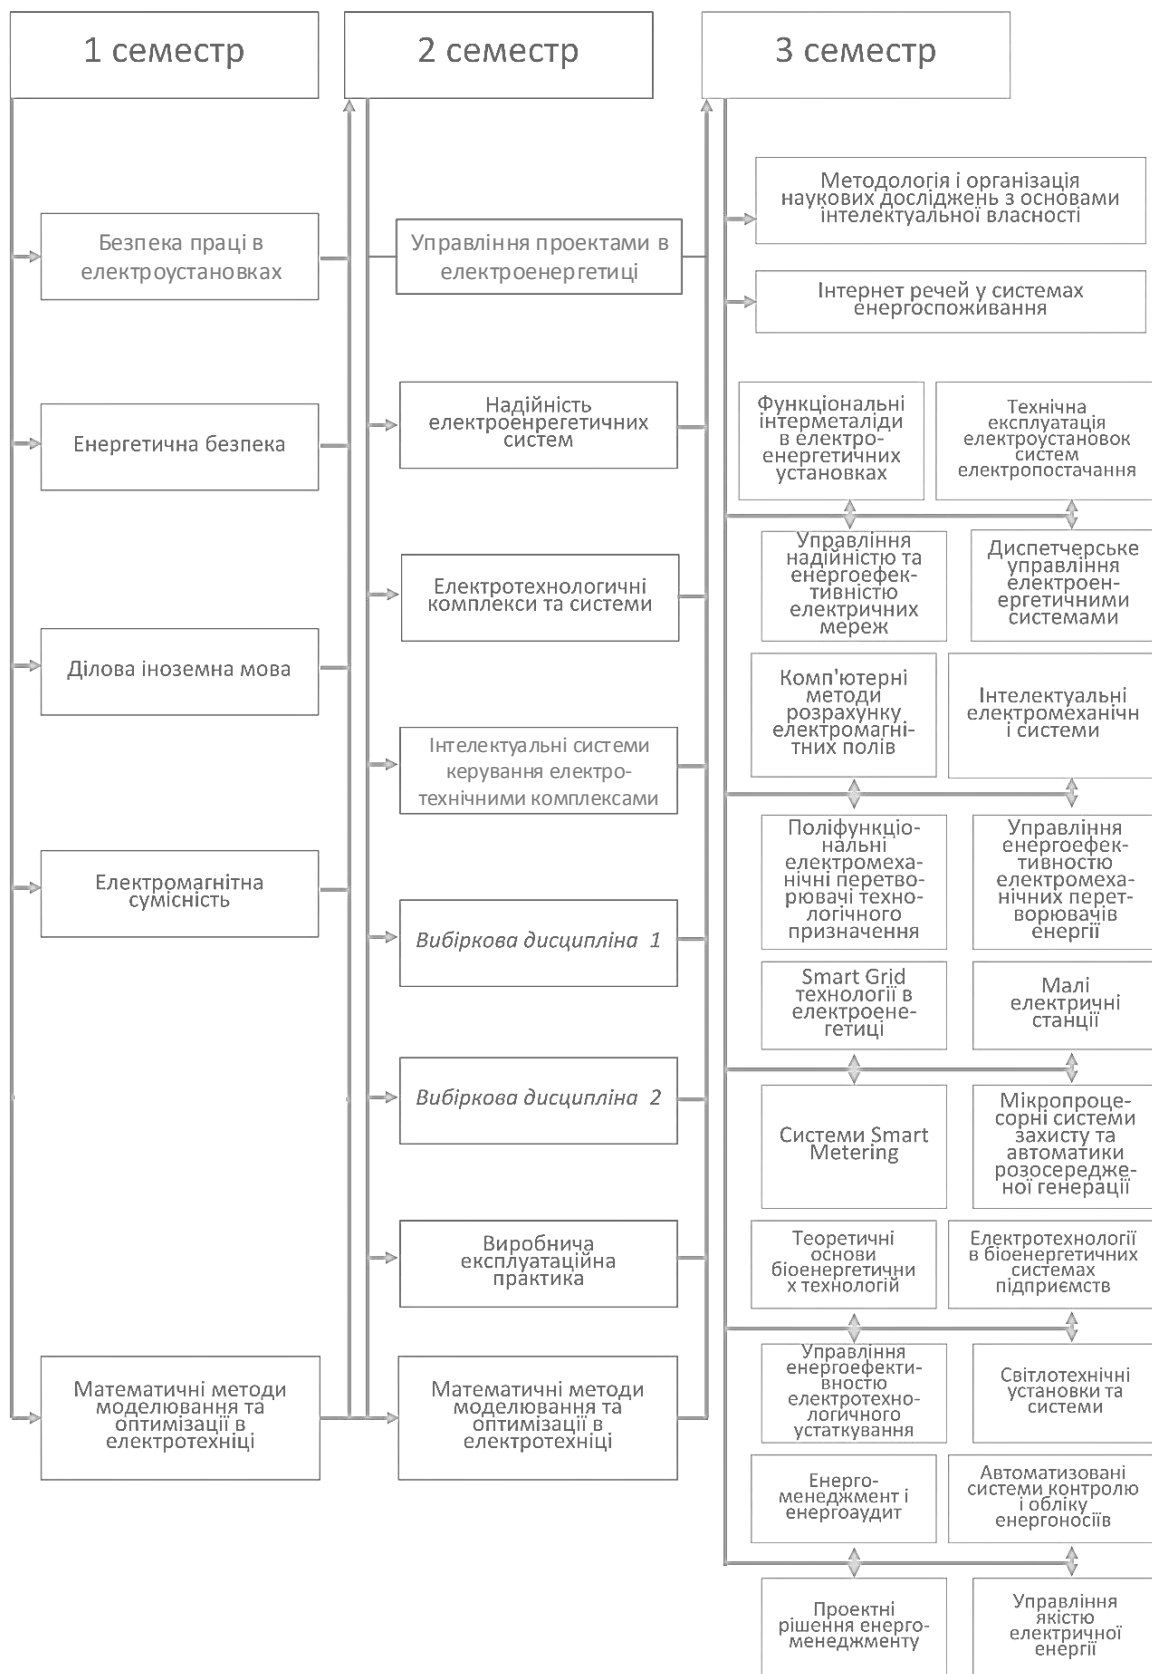 1 семестр
2 семестр
3 семестр
Безпека праці в
електроустановках
Енергетична безпека
Ділова іноземна мова
Електромагнітна
сумісність
Математичні методи
моделювання та
оптимізації в
електротехніці
Управління проектами в
електроенергетиці
Надійність
електроенрегетичних
систем
Електротехнологичні
комплекси та системи
Інтелектуальні системи
керування електро-
технічними комплексами
Вибіркова дисципліна 1
Вибіркова дисципліна 2
Виробнича
експлуатаційна
практика
Математичні методи
моделювання та
оптимізації в
електротехніці
Методологія і організація
наукових досліджень з основами
інтелектуальної власності
Інтернет речей у системах
енергоспоживання
Функціональні
інтерметаліди
в електро-
енергетичних
установках
Технічна
експлуатація
електроустановок
систем
електропостачання
Управління
надійністю та
енергоефек-
тивністю
електричних
мереж
Диспетчерське
управління
електроен-
ергетичними
системами
Комп'ютерні
методи
розрахунку
електромагні-
тних полів
Інтелектуальні
електромеханічн
і системи
Поліфункціо-
нальні
електромеха-
нічні перетво-
рювачі техно-
логічного
призначення
Управління
енергоефек-
тивностю
електромеха-
нічних перет-
ворювачів
енергії
Smart Grid
технології в
електроене-
гетиці
Малі
електричні
станції
Системи Smart
Metering
Мікропроце-
сорні системи
захисту та
автоматики
розосередже-
ної генерації
Теоретичні
основи
біоенергетични
х технологій
Електротехнології
в біоенергетичних
системах
підприємств
Управління
енергоефекти-
вностью
електротехно-
логичного
устаткування
Світлотехнічні
установки та
системи
Енерго-
менеджмент і
енергоаудит
Автоматизовані
системи контролю
і обліку
енергоносіїв
Проектні
рішення енерго-
менеджменту
Управління
якістю
електричної
енергії